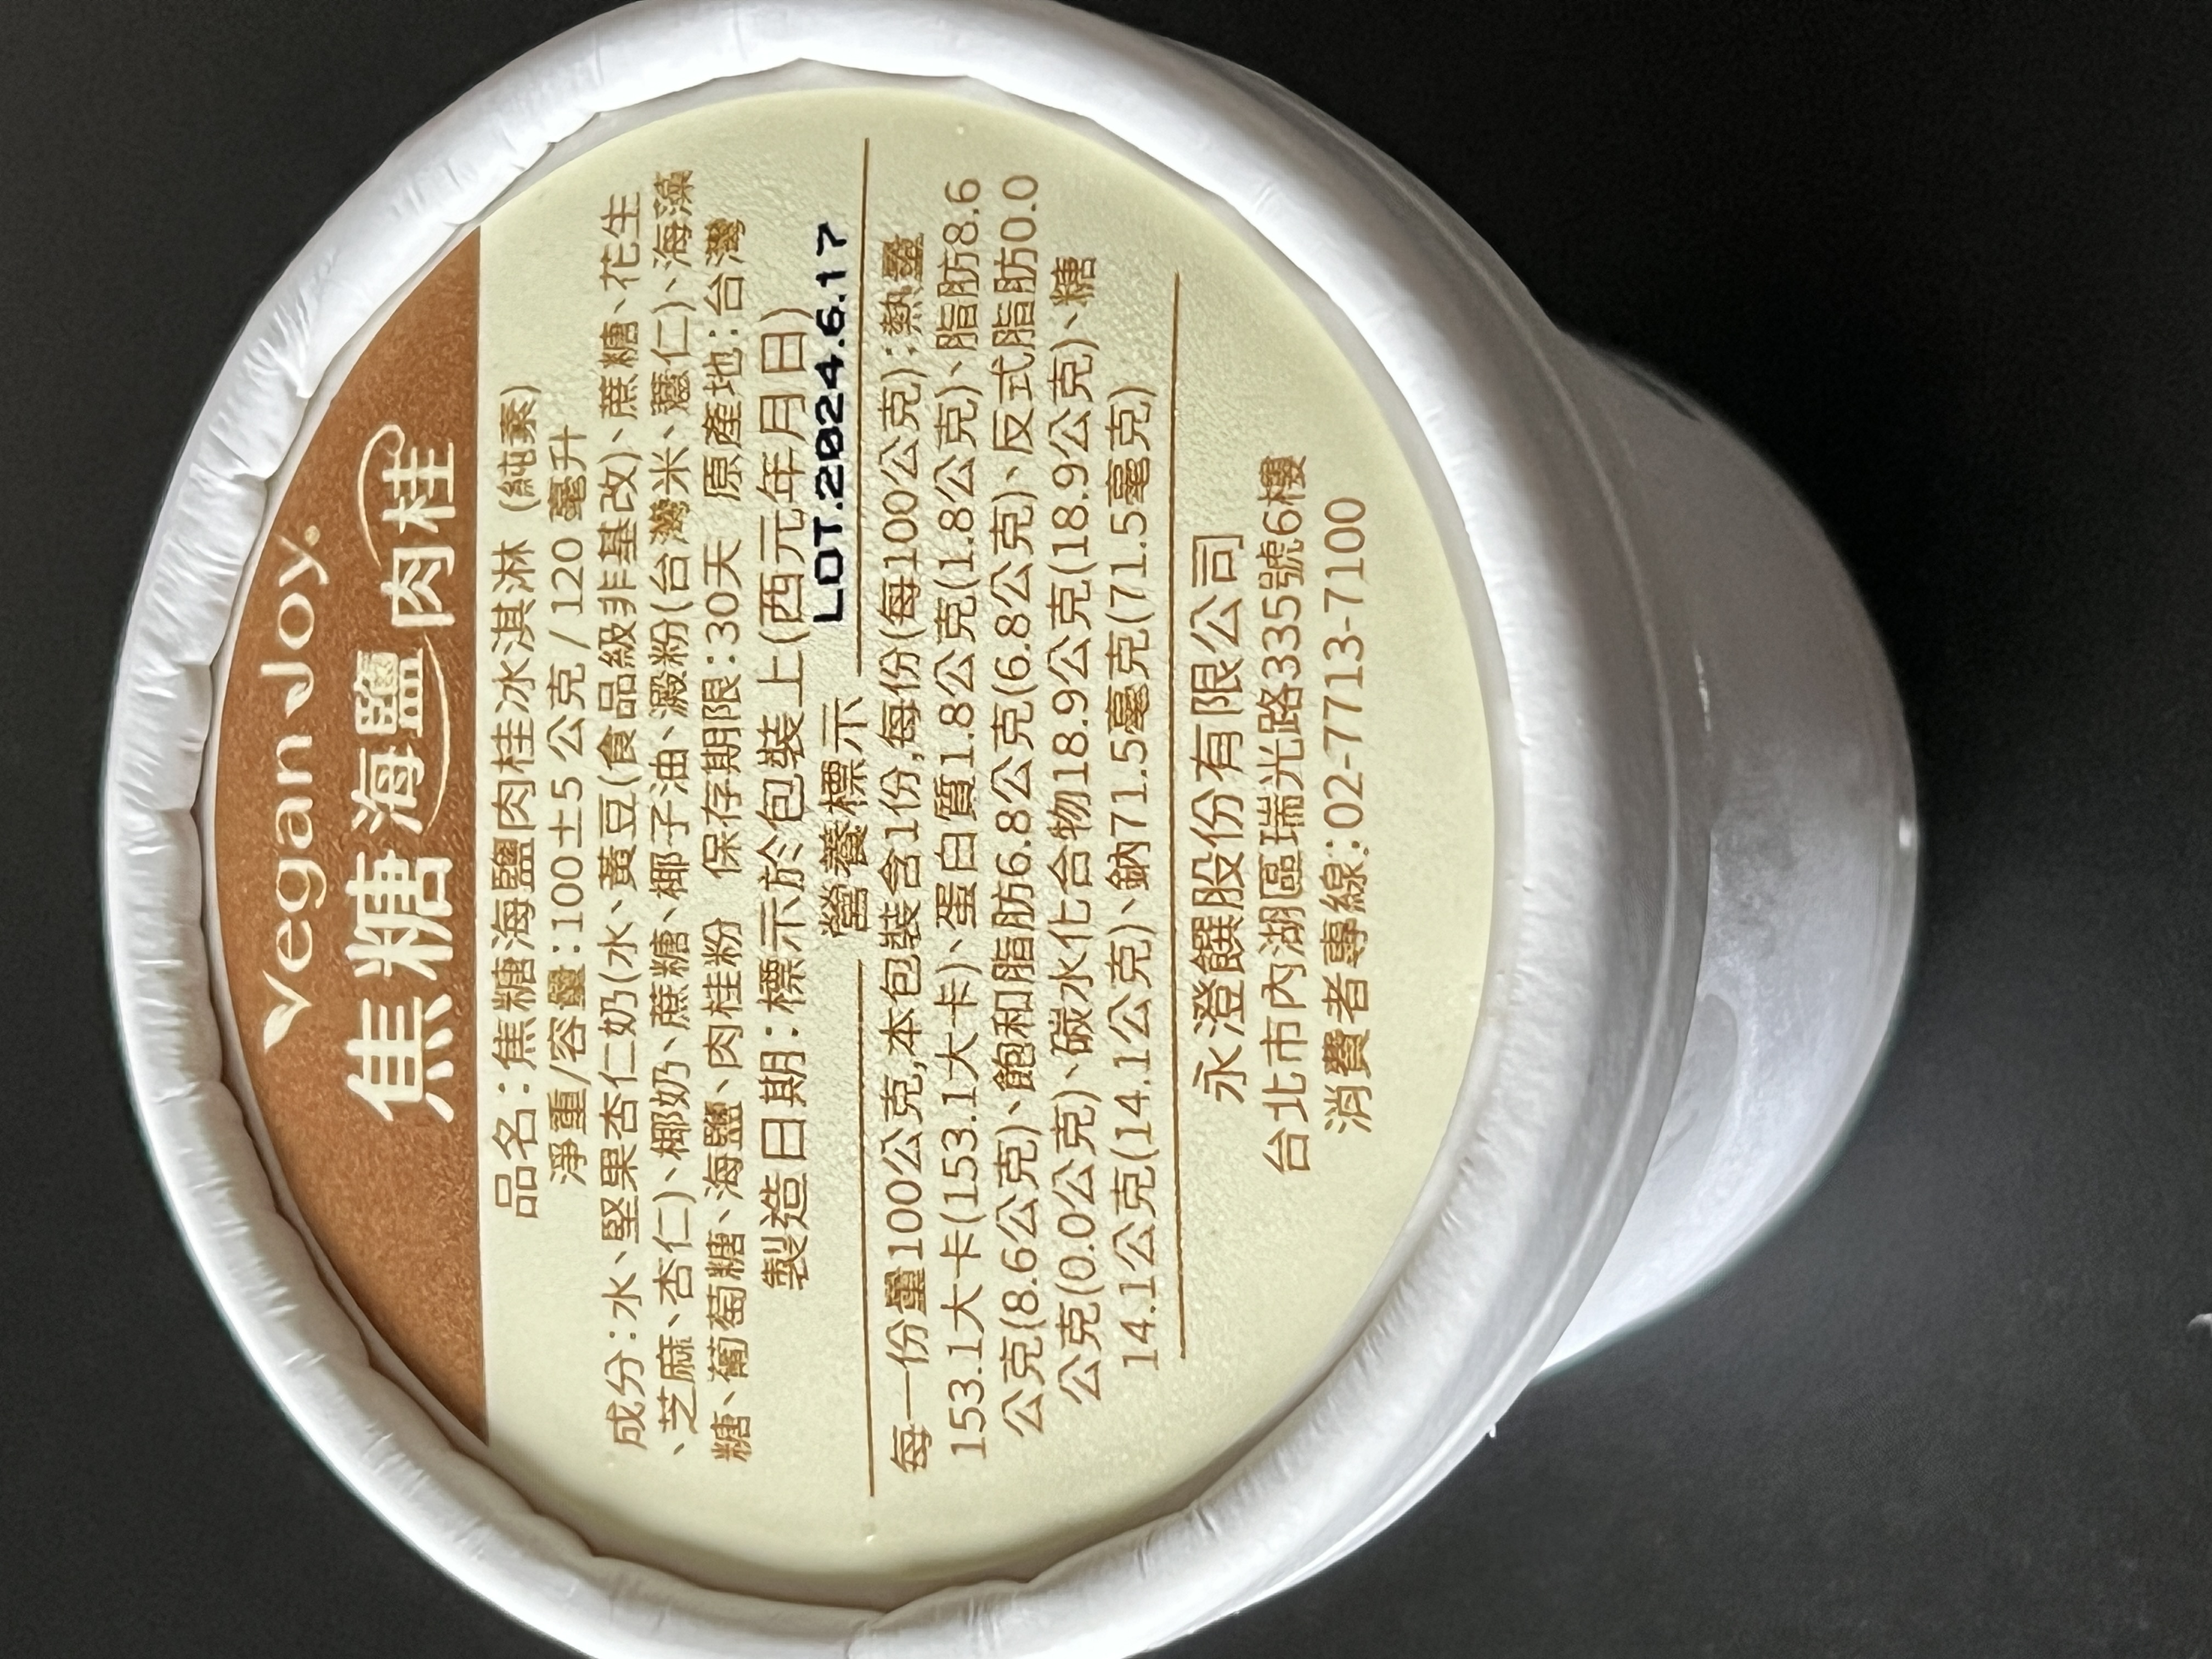 Vegan Joy.
焦糖海鹽肉桂
品名:焦糖海鹽肉桂冰淇淋 (純素)
淨重/容量:100±5 公克 / 120 毫升
成分:水、堅果杏仁奶(水、黃豆(食品級非基改)、蔗糖、花生
、芝麻、杏仁)、椰奶、蔗糖、椰子油、澱粉(台灣米、薏仁)、海藻
糖、葡萄糖、海鹽、肉桂粉 保存期限:30天 原產地:台灣
製造日期:標示於包裝上(西元年月日)
LOT.2024.6.17
營養標示
每一份量100公克,本包裝含1份,每份(每100公克):熱量
153.1大卡(153.1大卡)、蛋白質1.8公克(1.8公克)、脂肪8.6
公克(8.6公克)、飽和脂肪6.8公克(6.8公克)、反式脂肪0.0
公克(0.0公克)、碳水化合物18.9公克(18.9公克)、糖
14.1公克(14.1公克)、鈉71.5毫克(71.5毫克)
永澄饌股份有限公司
台北市內湖區瑞光路335號6樓
消費者專線:02-7713-7100